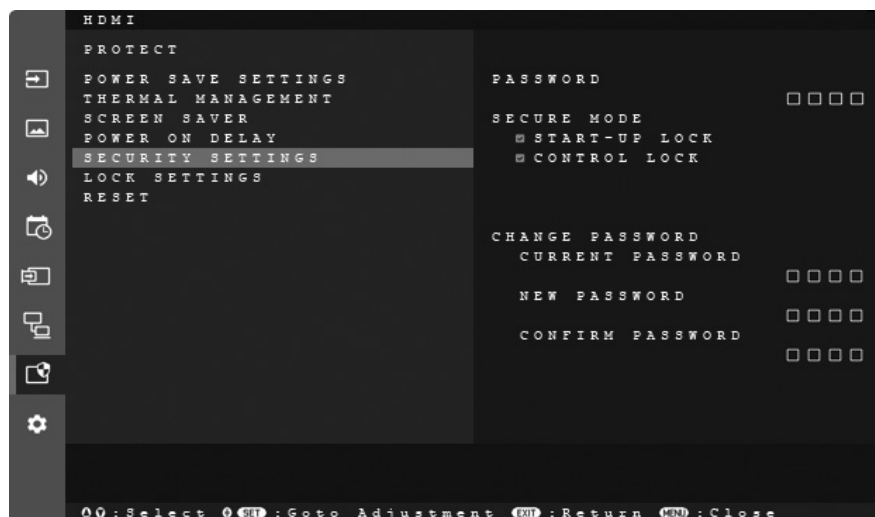 HDMI
PROTECT
POWER SAVE SETTINGS
THERMAL MANAGEMENT
SCREEN SAVER
POWER ON DELAY
SECURITY SETTINGS
LOCK SETTINGS
RESET
PASSWORD
SECURE MODE
START-UP LOCK
CONTROL LOCK
CHANGE PASSWORD
CURRENT PASSWORD
NEW PASSWORD
CONFIRM PASSWORD
:Select SET :Goto Adjustment EXIT :Return MENU :Close